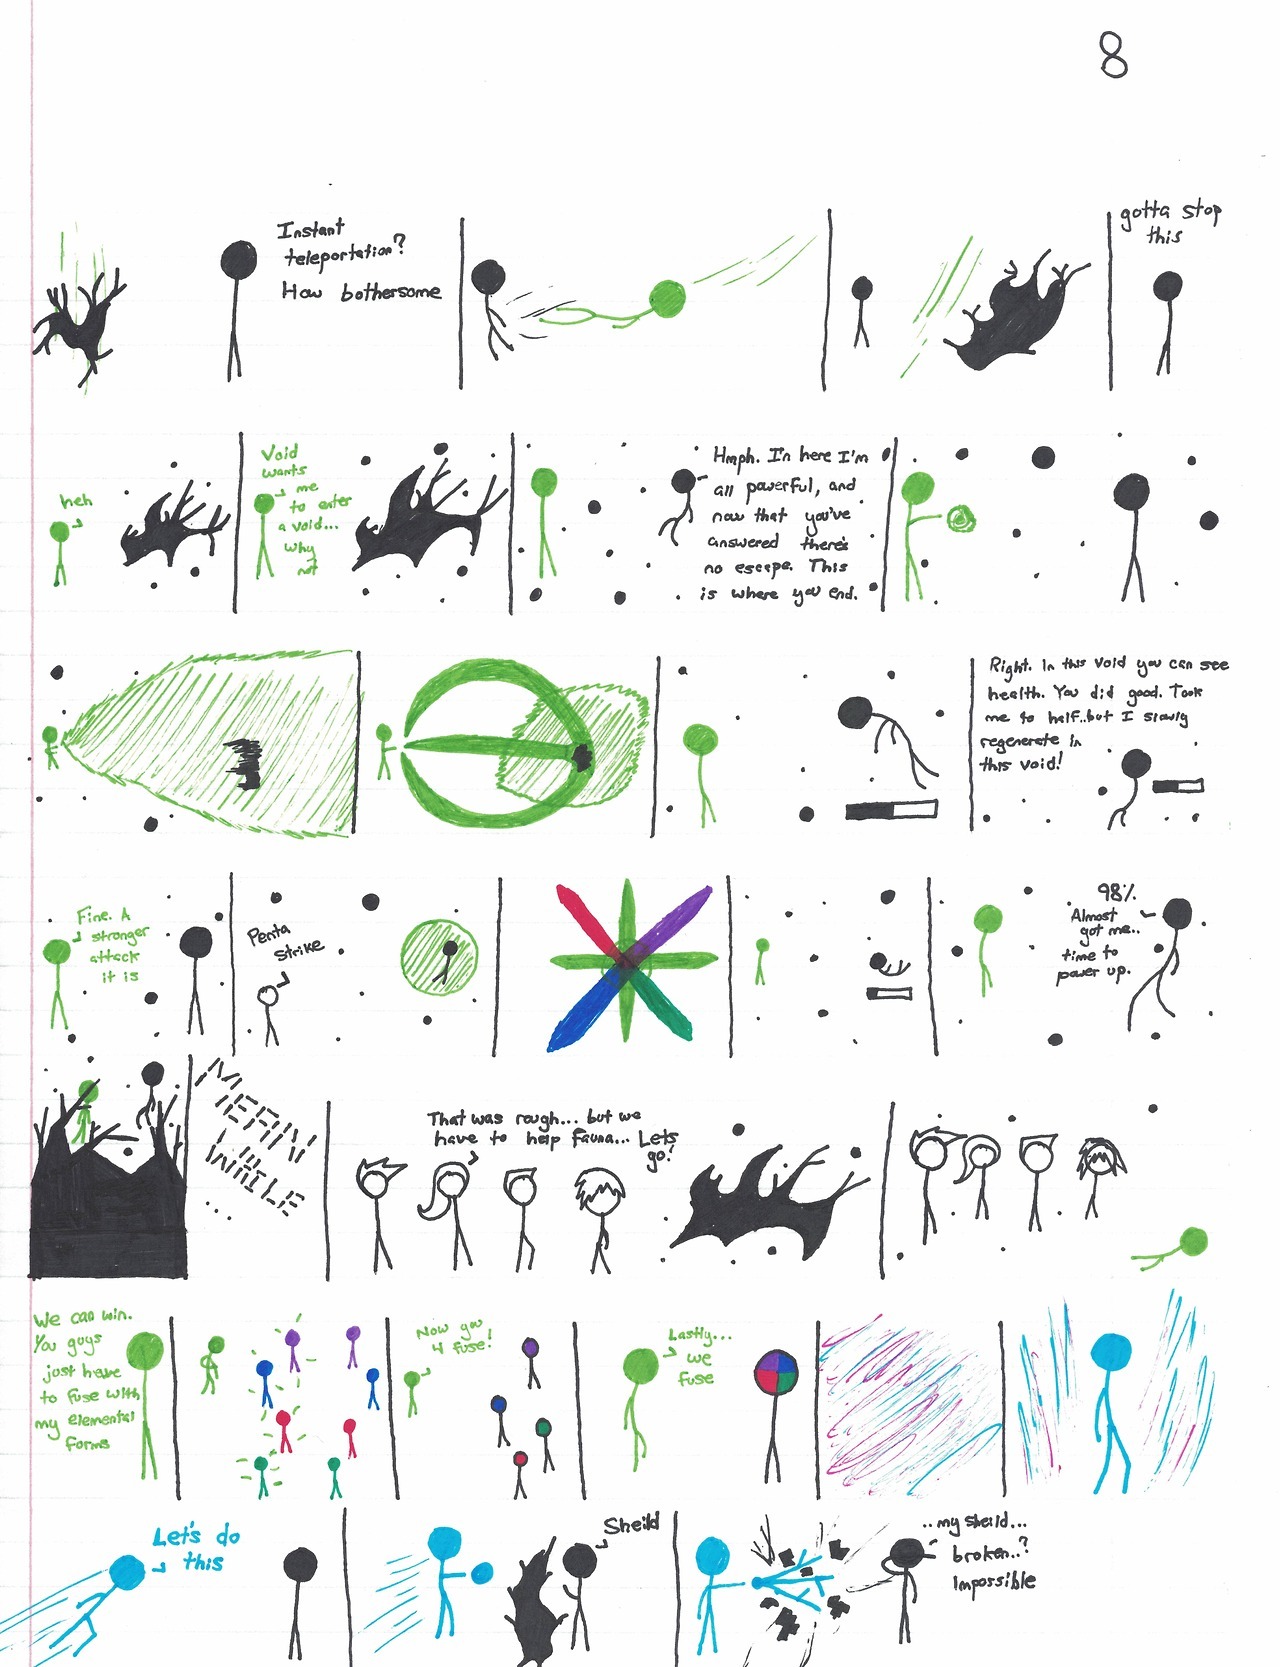 8
Instant
teleportation?
How bothersome
gotta stop
this
heh
Void
wants
me
to enter
a void...
why
not
Hmph. I'n here I'm
all powerful, and
now that you've
answered there's
no escepe. This
is where you end.
Right. In this void you can see
health. You did good. Took
me to half..but I slowly
regenerate in
this void!
Fine. A
stronger
attack
it is
Penta
Strike
98%
Almost
got me..
time to
power up.
MEAN
WHILE
...
That was rough... but we
have to help Fauna... Lets
go!
We can win.
You guys
just have
to fuse with
my elemental
forms
Now you
4 fuse!
Lastly...
we
fuse
Let's do
this
Sheild
..my sheild...
broken..?
Impossible